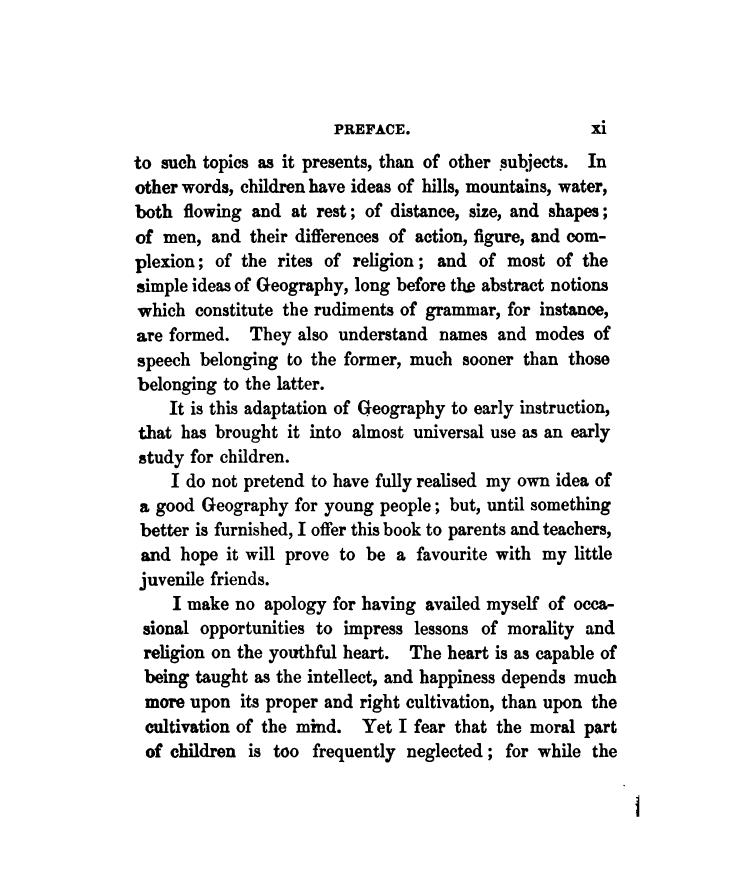 PREFACE. xi
to such topics as it presents, than of other subjects. In
other words, children have ideas of hills, mountains, water,
both flowing and at rest; of distance, size, and shapes;
of men, and their differences of action, figure, and com-
plexion; of the rites of religion; and of most of the
simple ideas of Geography, long before the abstract notions
which constitute the rudiments of grammar, for instance,
are formed. They also understand names and modes of
speech belonging to the former, much sooner than those
belonging to the latter.
It is this adaptation of Geography to early instruction,
that has brought it into almost universal use as an early
study for children.
I do not pretend to have fully realised my own idea of
a good Geography for young people; but, until something
better is furnished, I offer this book to parents and teachers,
and hope it will prove to be a favourite with my little
juvenile friends.
I make no apology for having availed myself of occa-
sional opportunities to impress lessons of morality and
religion on the youthful heart. The heart is as capable of
being taught as the intellect, and happiness depends much
more upon its proper and right cultivation, than upon the
cultivation of the mind. Yet I fear that the moral part
of children is too frequently neglected; for while the